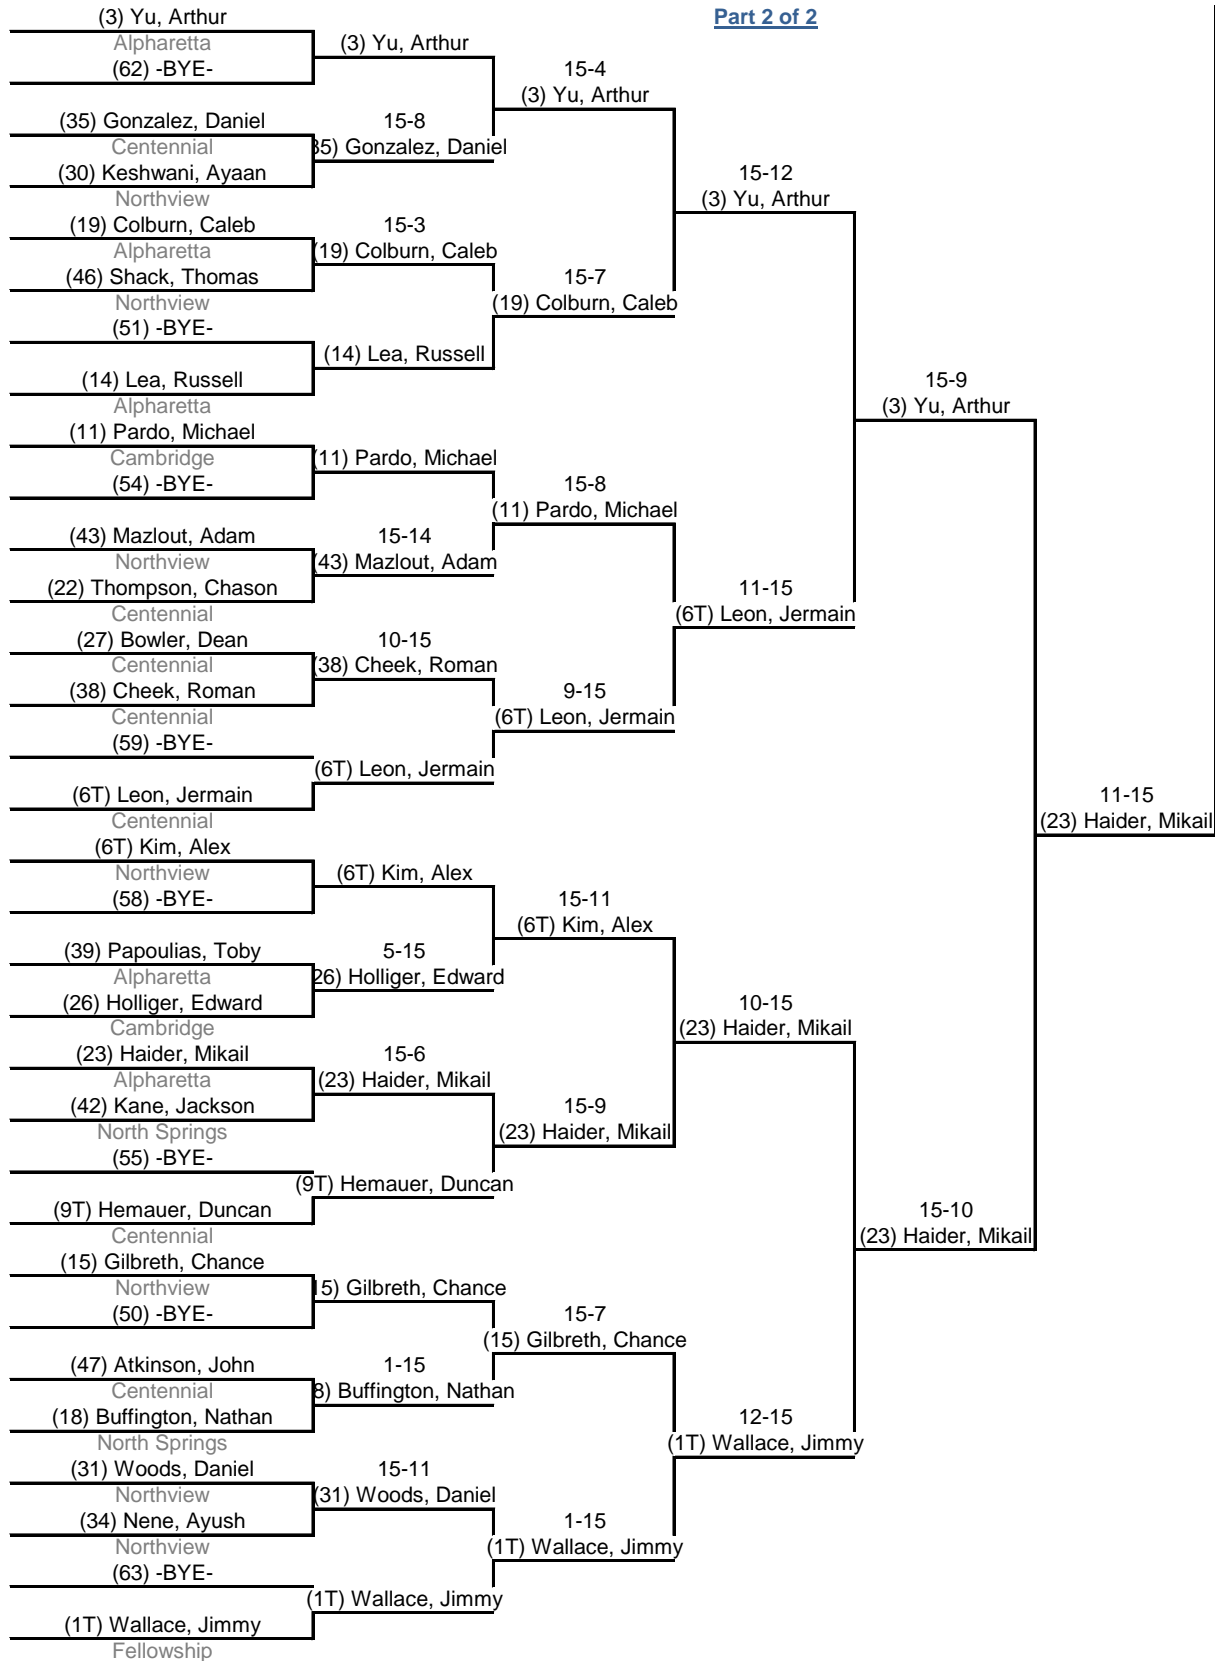 Part 2 of 2
(3) Yu, Arthur
Alpharetta
(62) -BYE-
(35) Gonzalez, Daniel
Centennial
(30) Keshwani, Ayaan
Northview
(19) Colburn, Caleb
Alpharetta
(46) Shack, Thomas
Northview
(51) -BYE-
(14) Lea, Russell
Alpharetta
(11) Pardo, Michael
Cambridge
(54) -BYE-
(43) Mazlout, Adam
Northview
(22) Thompson, Chason
Centennial
(27) Bowler, Dean
Centennial
(38) Cheek, Roman
Centennial
(59) -BYE-
(6T) Leon, Jermain
Centennial
(6T) Kim, Alex
Northview
(58) -BYE-
(39) Papoulias, Toby
Alpharetta
(26) Holliger, Edward
Cambridge
(23) Haider, Mikail
Alpharetta
(42) Kane, Jackson
North Springs
(55) -BYE-
(9T) Hemauer, Duncan
Centennial
(15) Gilbreth, Chance
Northview
(50) -BYE-
(47) Atkinson, John
Centennial
(18) Buffington, Nathan
North Springs
(31) Woods, Daniel
Northview
(34) Nene, Ayush
Northview
(63) -BYE-
(1T) Wallace, Jimmy
Fellowship
(3) Yu, Arthur
15-8
35) Gonzalez, Daniel
15-3
(19) Colburn, Caleb
(14) Lea, Russell
(11) Pardo, Michael
15-14
(43) Mazlout, Adam
10-15
(38) Cheek, Roman
(6T) Leon, Jermain
(6T) Kim, Alex
5-15
26) Holliger, Edward
15-6
(23) Haider, Mikail
(9T) Hemauer, Duncan
15) Gilbreth, Chance
1-15
8) Buffington, Nathan
15-11
(31) Woods, Daniel
(1T) Wallace, Jimmy
15-4
(3) Yu, Arthur
15-7
(19) Colburn, Caleb
15-8
(11) Pardo, Michael
9-15
(6T) Leon, Jermain
15-11
(6T) Kim, Alex
15-9
(23) Haider, Mikail
15-7
(15) Gilbreth, Chance
1-15
(1T) Wallace, Jimmy
15-12
(3) Yu, Arthur
11-15
(6T) Leon, Jermain
10-15
(23) Haider, Mikail
12-15
(1T) Wallace, Jimmy
15-9
(3) Yu, Arthur
15-10
(23) Haider, Mikail
11-15
(23) Haider, Mikail